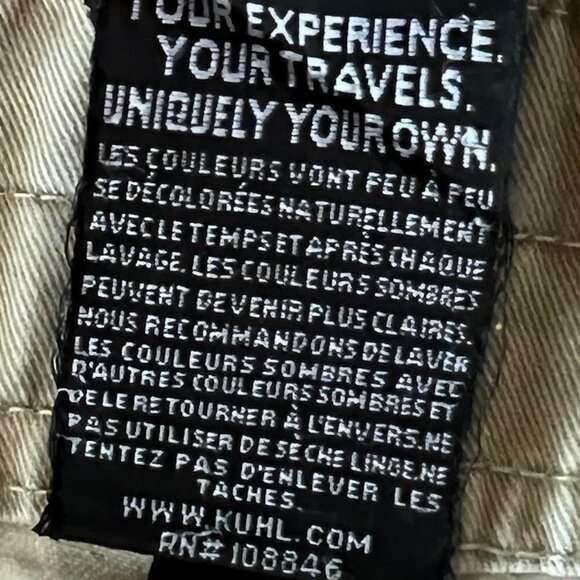 YOUR EXPERIENCE.
YOUR TRAVELS.
UNIQUELY YOUR OWN.
LES COULEURS VONT PEU À PEU
SE DÉCOLORÉES NATURELLEMENT
AVEC LE TEMPS ET APRÈS CHAQUE
LAVAGE. LES COULEURS SOMBRES
PEUVENT DEVENIR PLUS CLAIRES.
NOUS RECOMMANDONS DE LAVER
LES COULEURS SOMBRES AVEC
D'AUTRES COULEURS SOMBRES ET
DE LE RETOURNER À L'ENVERS. NE
PAS UTILISER DE SÈCHE LINGE. NE
TENTEZ PAS D'ENLEVER LES
TACHES.
WWW.KUHL.COM
RN# 108846